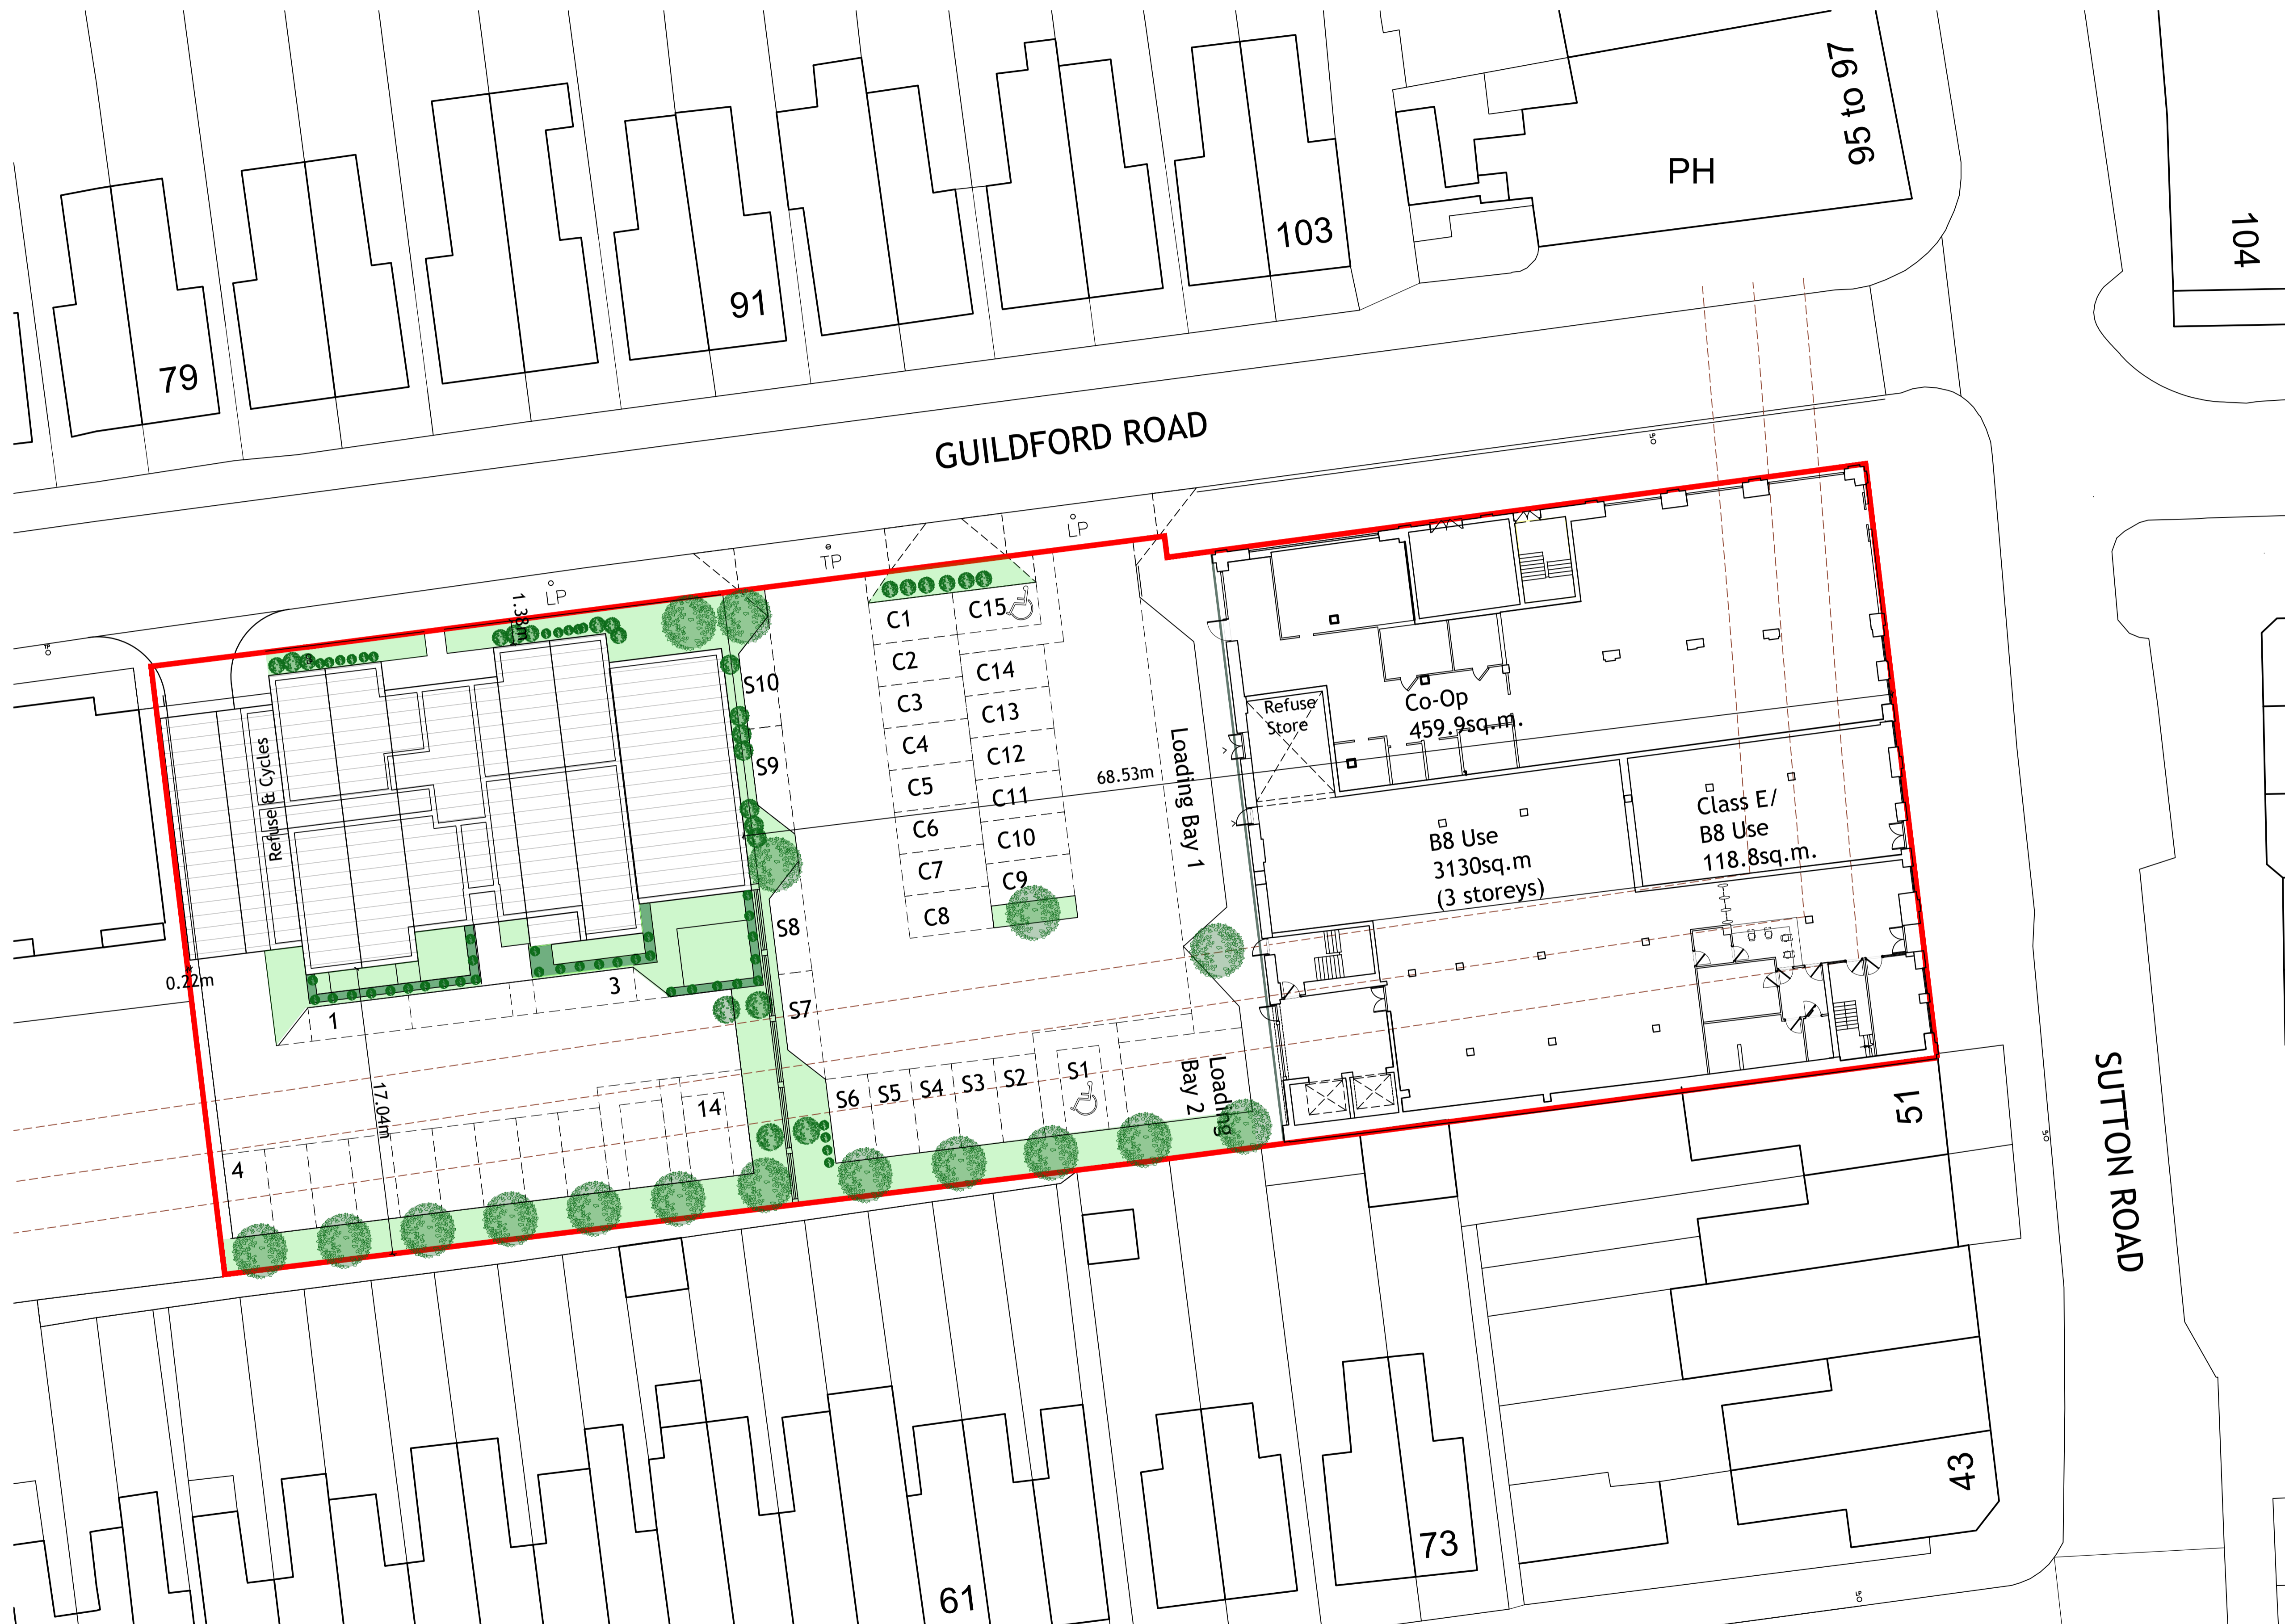 95 to 97
PH
104
103
91
79
GUILDFORD ROAD
LP
TP
LP
1.38m
C1
C15
C2
C14
C3
C13
C4
C12
C5
C11
C6
C10
C7
C9
C8
S10
S9
S8
S7
S6
S5
S4
S3
S2
S1
Refuse & Cycles
Loading Bay 1
Loading
Bay 2
68.53m
Refuse
Store
Co-Op
459.9sq.m.
B8 Use
3130sq.m
(3 storeys)
Class E/
B8 Use
118.8sq.m.
0.22m
1
3
17.04m
4
14
51
SUTTON ROAD
43
73
61